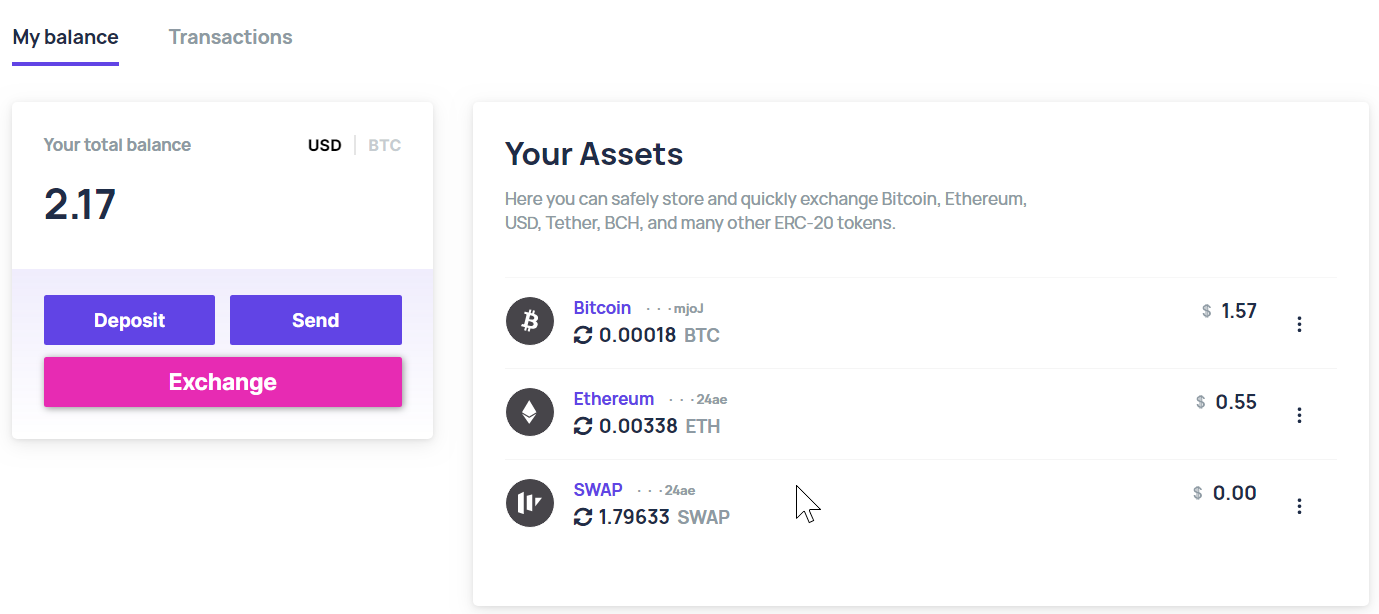 My balance
Transactions
Your total balance
USD
BTC
2.17
Deposit
Send
Exchange
Your Assets
Here you can safely store and quickly exchange Bitcoin, Ethereum,
USD, Tether, BCH, and many other ERC-20 tokens.
Bitcoin · · · mjoJ
$ 1.57
0.00018 BTC
Ethereum · · · 24ae
$ 0.55
0.00338 ETH
SWAP · · · 24ae
$ 0.00
1.79633 SWAP